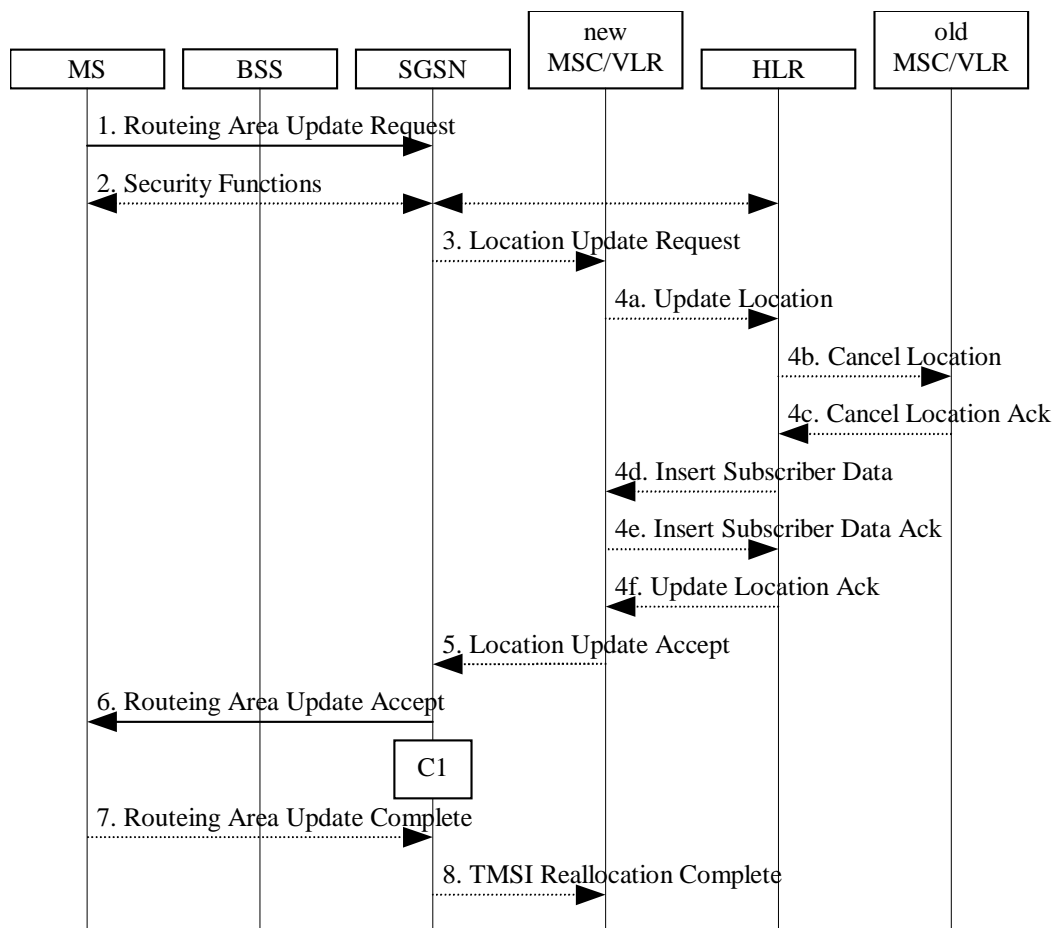 new
MSC/VLR
old
MSC/VLR
MS
BSS
SGSN
HLR
1. Routeing Area Update Request
2. Security Functions
3. Location Update Request
4a. Update Location
4b. Cancel Location
4c. Cancel Location Ack
4d. Insert Subscriber Data
4e. Insert Subscriber Data Ack
4f. Update Location Ack
5. Location Update Accept
6. Routeing Area Update Accept
C1
7. Routeing Area Update Complete
8. TMSI Reallocation Complete